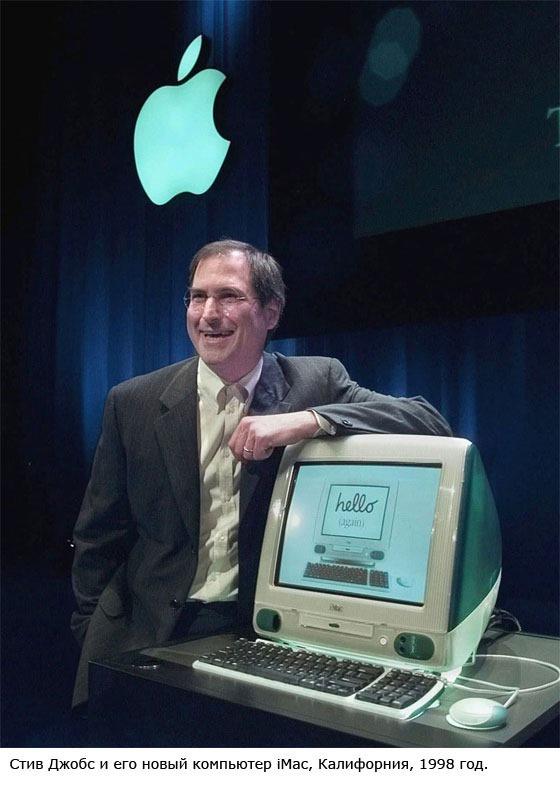 hello
(again)
iMac
Стив Джобс и его новый компьютер iMac, Калифорния, 1998 год.